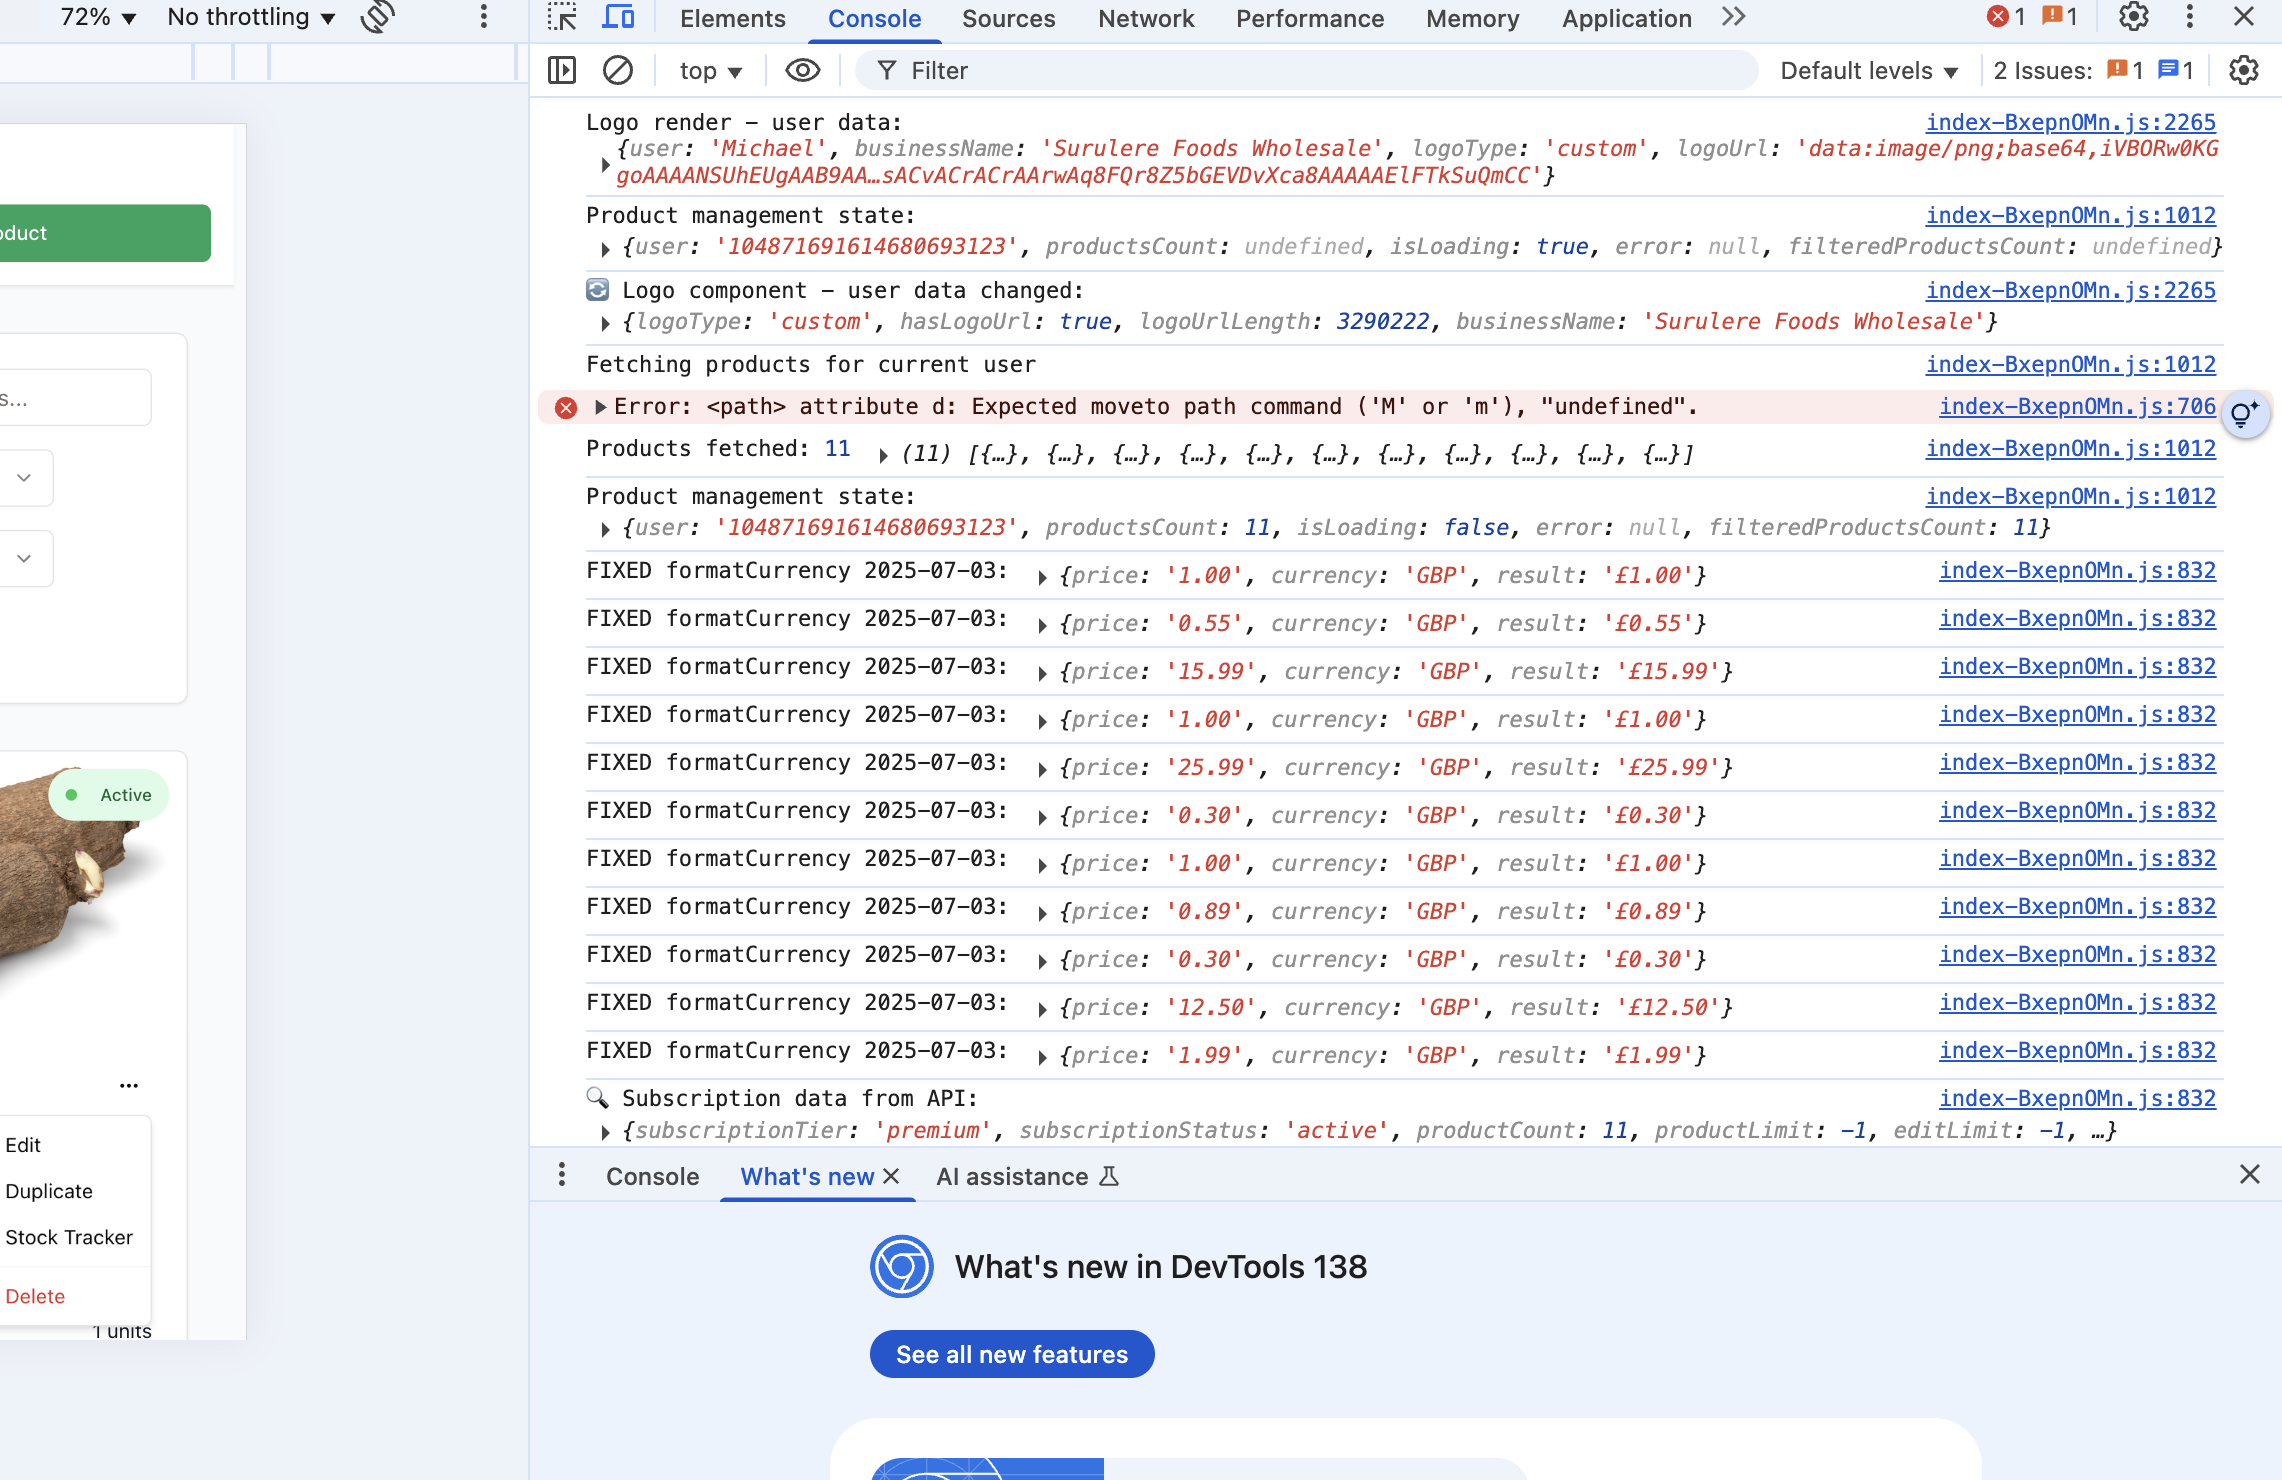 72% ▼ No throttling ▼
Elements Console Sources Network Performance Memory Application
1 1
top ▼ Filter Default levels ▼ 2 Issues: 1 1
Logo render – user data: index-BxepnOMn.js:2265
{user: 'Michael', businessName: 'Surulere Foods Wholesale', logoType: 'custom', logoUrl: 'data:image/png;base64,iVBORw0KG
goAAAANSUhEUgAAB9AA…sACvACrACrAArwAq8FQr8Z5bGEVDvXca8AAAAAElFTkSuQmCC'}
Product management state: index-BxepnOMn.js:1012
{user: '104871691614680693123', productsCount: undefined, isLoading: true, error: null, filteredProductsCount: undefined}
🔄 Logo component – user data changed: index-BxepnOMn.js:2265
{logoType: 'custom', hasLogoUrl: true, logoUrlLength: 3290222, businessName: 'Surulere Foods Wholesale'}
Fetching products for current user index-BxepnOMn.js:1012
Error: <path> attribute d: Expected moveto path command ('M' or 'm'), "undefined". index-BxepnOMn.js:706
Products fetched: 11 (11) [{…}, {…}, {…}, {…}, {…}, {…}, {…}, {…}, {…}, {…}, {…}] index-BxepnOMn.js:1012
Product management state: index-BxepnOMn.js:1012
{user: '104871691614680693123', productsCount: 11, isLoading: false, error: null, filteredProductsCount: 11}
FIXED formatCurrency 2025-07-03: {price: '1.00', currency: 'GBP', result: '£1.00'} index-BxepnOMn.js:832
FIXED formatCurrency 2025-07-03: {price: '0.55', currency: 'GBP', result: '£0.55'} index-BxepnOMn.js:832
FIXED formatCurrency 2025-07-03: {price: '15.99', currency: 'GBP', result: '£15.99'} index-BxepnOMn.js:832
FIXED formatCurrency 2025-07-03: {price: '1.00', currency: 'GBP', result: '£1.00'} index-BxepnOMn.js:832
FIXED formatCurrency 2025-07-03: {price: '25.99', currency: 'GBP', result: '£25.99'} index-BxepnOMn.js:832
FIXED formatCurrency 2025-07-03: {price: '0.30', currency: 'GBP', result: '£0.30'} index-BxepnOMn.js:832
FIXED formatCurrency 2025-07-03: {price: '1.00', currency: 'GBP', result: '£1.00'} index-BxepnOMn.js:832
FIXED formatCurrency 2025-07-03: {price: '0.89', currency: 'GBP', result: '£0.89'} index-BxepnOMn.js:832
FIXED formatCurrency 2025-07-03: {price: '0.30', currency: 'GBP', result: '£0.30'} index-BxepnOMn.js:832
FIXED formatCurrency 2025-07-03: {price: '12.50', currency: 'GBP', result: '£12.50'} index-BxepnOMn.js:832
FIXED formatCurrency 2025-07-03: {price: '1.99', currency: 'GBP', result: '£1.99'} index-BxepnOMn.js:832
🔍 Subscription data from API: index-BxepnOMn.js:832
{subscriptionTier: 'premium', subscriptionStatus: 'active', productCount: 11, productLimit: -1, editLimit: -1, …}
Console What's new AI assistance
What's new in DevTools 138
See all new features
oduct
s...
Active
...
Edit
Duplicate
Stock Tracker
Delete
1 units